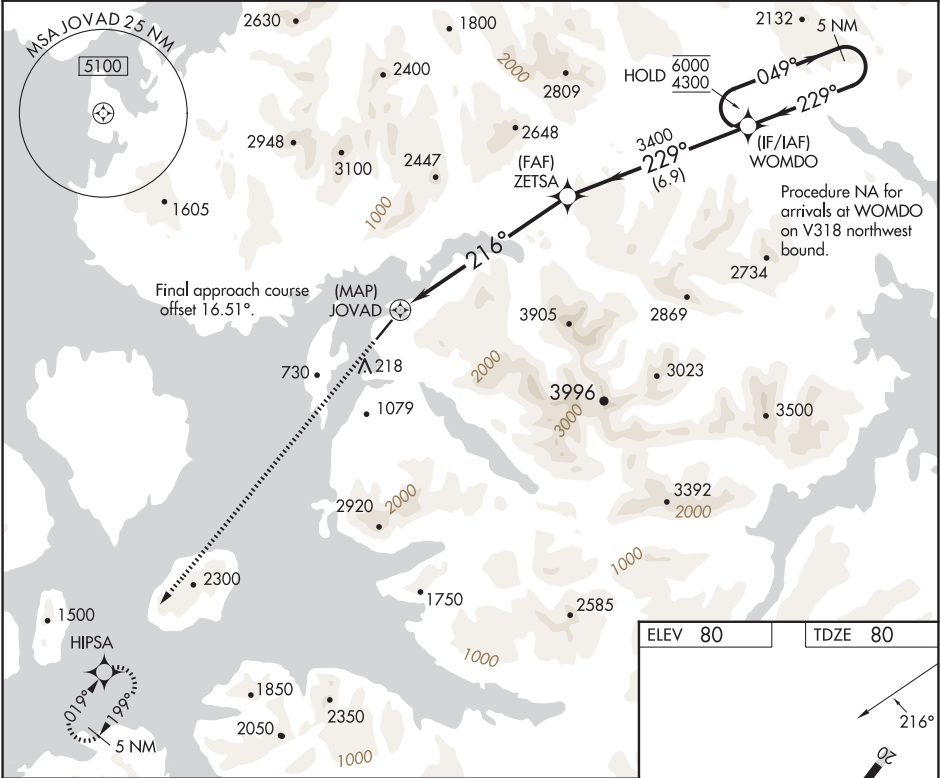 MSA JOVAD 25 NM
5100
2630
1800
2132
5 NM
2400
2000
2809
HOLD
6000
4300
049°
229°
2948
3100
2648
2447
3400
229°
(6.9)
(IF/IAF)
WOMDO
(FAF)
ZETSA
1605
1000
Procedure NA for
arrivals at WOMDO
on V318 northwest
bound.
216°
2734
Final approach course
offset 16.51°.
(MAP)
JOVAD
3905
2869
730
218
2000
3023
3996
1079
3000
3500
2920
2000
3392
2000
1000
2300
1750
2585
1500
HIPSA
1000
ELEV 80
TDZE 80
019°
199°
5 NM
1850
2350
2050
1000
216°
20